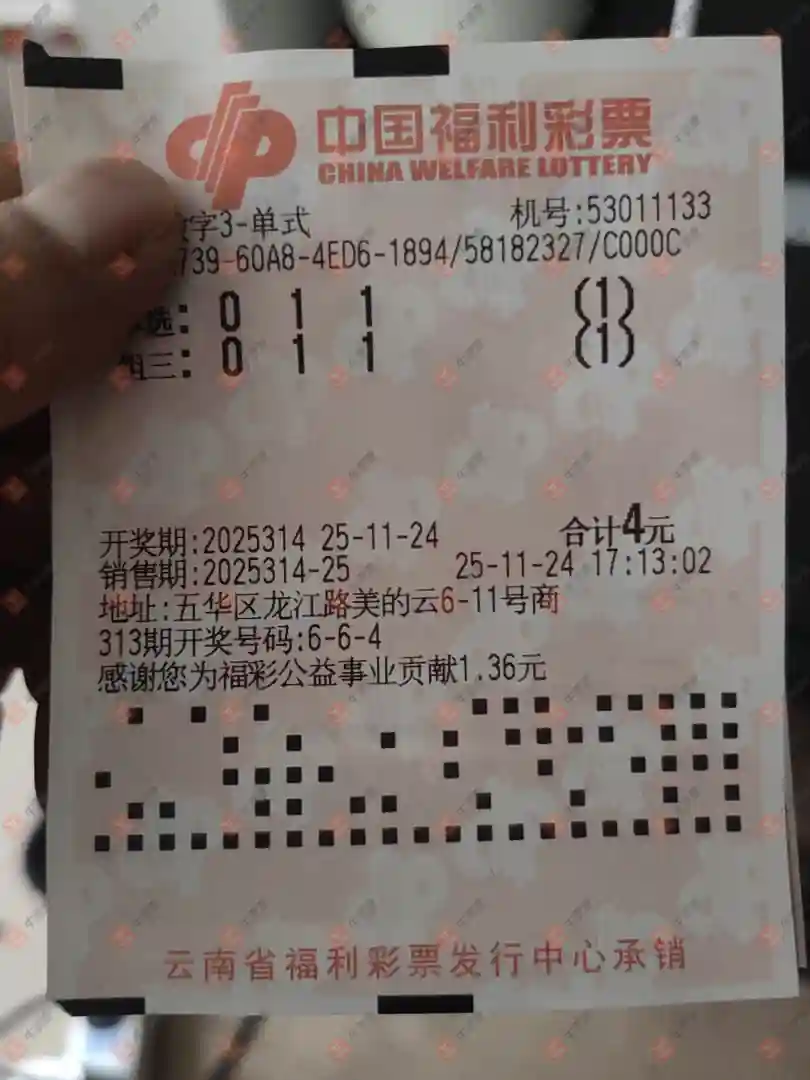 中国福利彩票
CHINA WELFARE LOTTERY
字3-单式 机号:53011133
739-60A8-4ED6-1894/58182327/C000C
选: 0 1 1 (1)
组三: 0 1 1 (1)
开奖期:2025314 25-11-24 合计4元
销售期:2025314-25 25-11-24 17:13:02
地址:五华区龙江路美的云6-11号商
313期开奖号码:6-6-4
感谢您为福彩公益事业贡献1.36元
云南省福利彩票发行中心承销